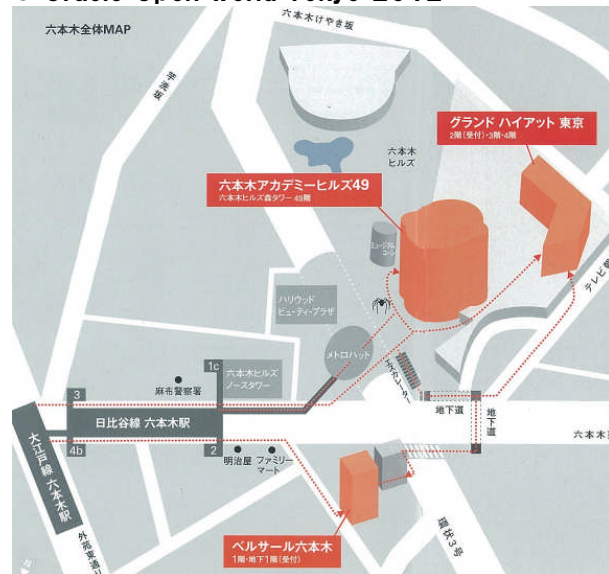 Oracle Open World Tokyo 2012
六本木全体MAP
六本木けやき坂
芋洗坂
グランド ハイアット 東京
2階(受付)・3階・4階
六本木
ヒルズ
六本木アカデミーヒルズ49
六本木ヒルズ森タワー 49階
ミュージアム
コーン
テレビ朝
ハリウッド
ビューティ・プラザ
メトロハット
エスカレーター
1c
六本木ヒルズ
ノースタワー
麻布警察署
3
日比谷線 六本木駅
地下道
地下道
六本木
大江戸線 六本木駅
4b
2
明治屋
ファミリー
マート
ベルサール六本木
1階・地下1階(受付)
環状3号
外苑東通り